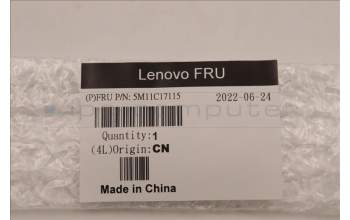 Lenovo FRU
(P)FRU P/N: 5M11C17115 2022-06-24
Quantity:1
(4L)Origin:CN
Made in China